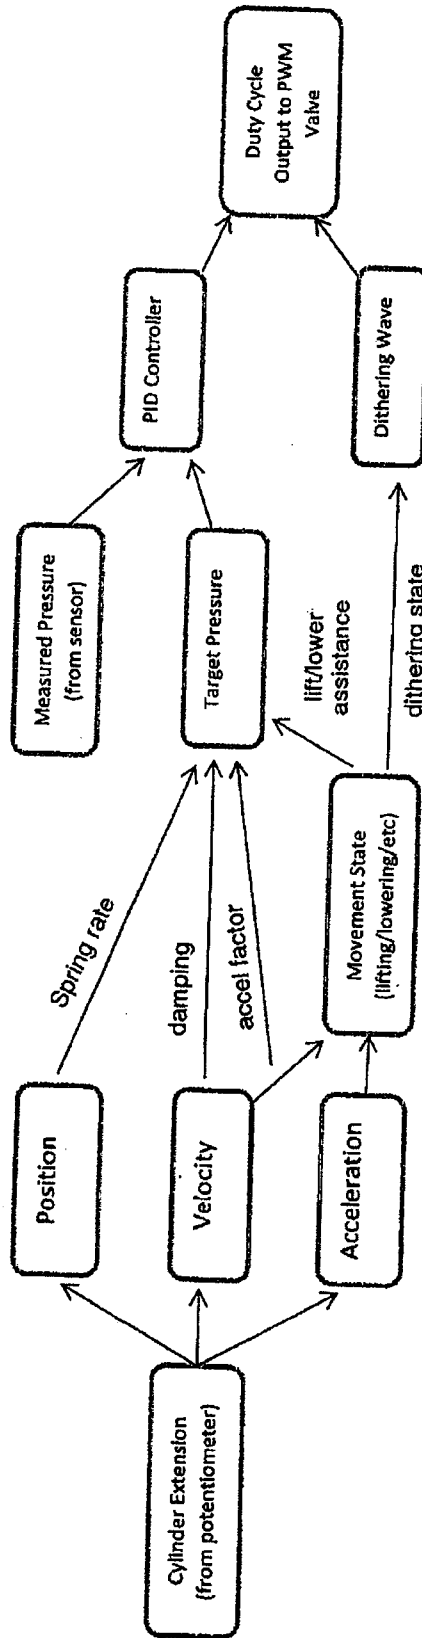 Cylinder Extension
(from potentiometer)
Position
Velocity
Acceleration
Spring rate
damping
accel factor
Movement State
(lifting/lowering/etc)
lift/lower
assistance
dithering state
Measured Pressure
(from sensor)
Target Pressure
PID Controller
Dithering Wave
Duty Cycle
Output to PWM
Valve